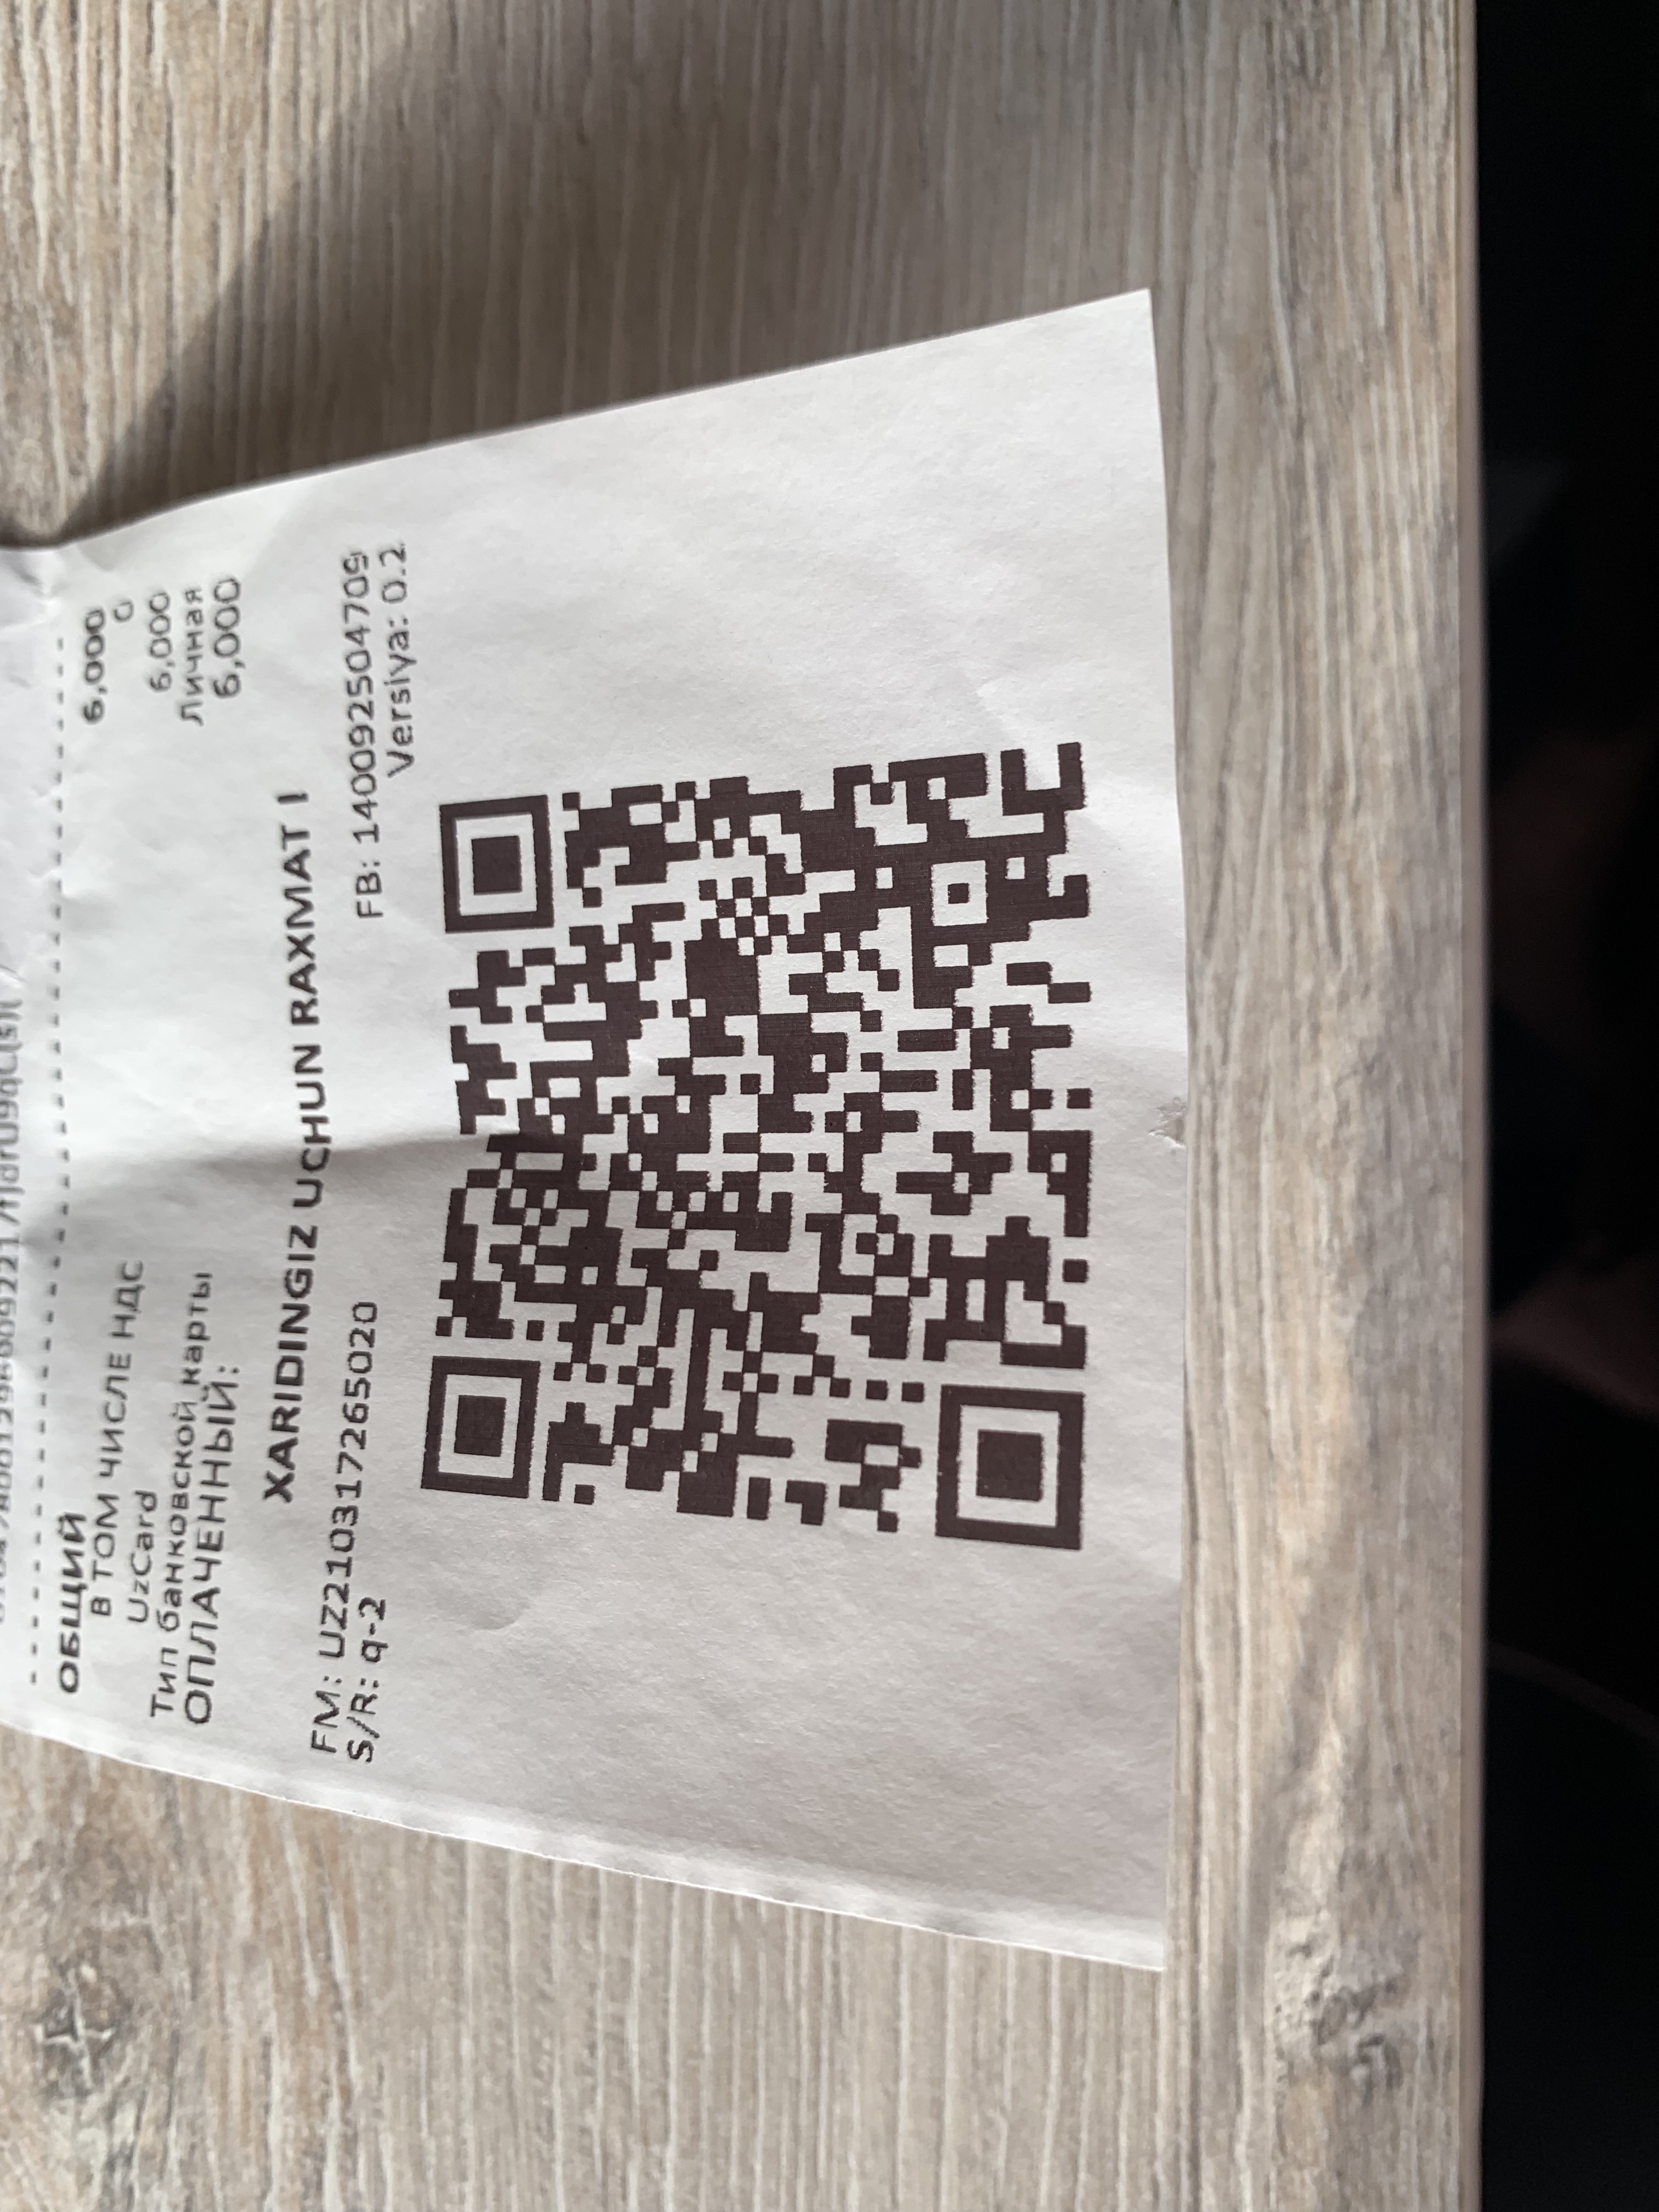 ОБЩИЙ 6,000
В ТОМ ЧИСЛЕ НДС 0
UzCard 6,000
Тип банковской карты Личная
ОПЛАЧЕННЫЙ: 6,000
XARIDINGIZ UCHUN RAXMAT !
FM: UZ210317265020 FB: 140092504709
S/R: q-2 Versiya: 0.2